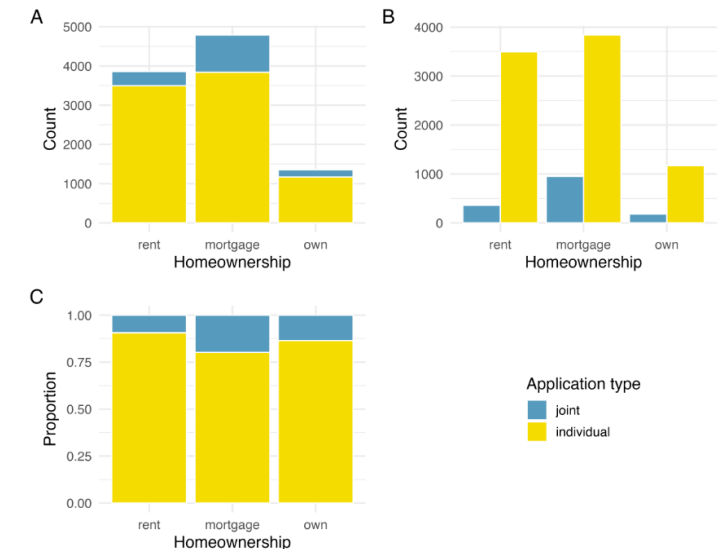 A
5000
4000
3000
2000
1000
0
Count
rent mortgage own
Homeownership
B
4000
3000
2000
1000
0
Count
rent mortgage own
Homeownership
C
1.00
0.75
0.50
0.25
0.00
Proportion
rent mortgage own
Homeownership
Application type
joint
individual